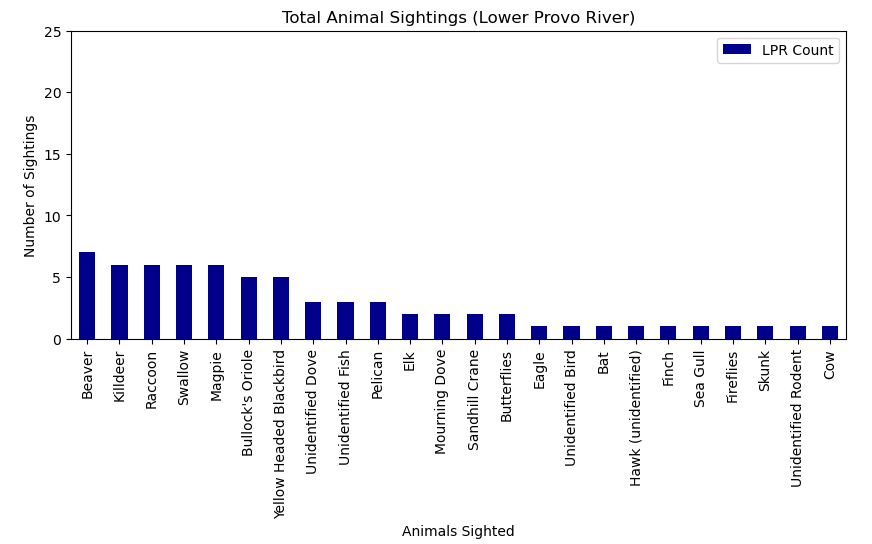 Total Animal Sightings (Lower Provo River)
LPR Count
Number of Sightings
25
20
15
10
5
0
Beaver
Killdeer
Raccoon
Swallow
Magpie
Bullock's Oriole
Yellow Headed Blackbird
Unidentified Dove
Unidentified Fish
Pelican
Elk
Mourning Dove
Sandhill Crane
Butterflies
Eagle
Unidentified Bird
Bat
Hawk (unidentified)
Finch
Sea Gull
Fireflies
Skunk
Unidentified Rodent
Cow
Animals Sighted